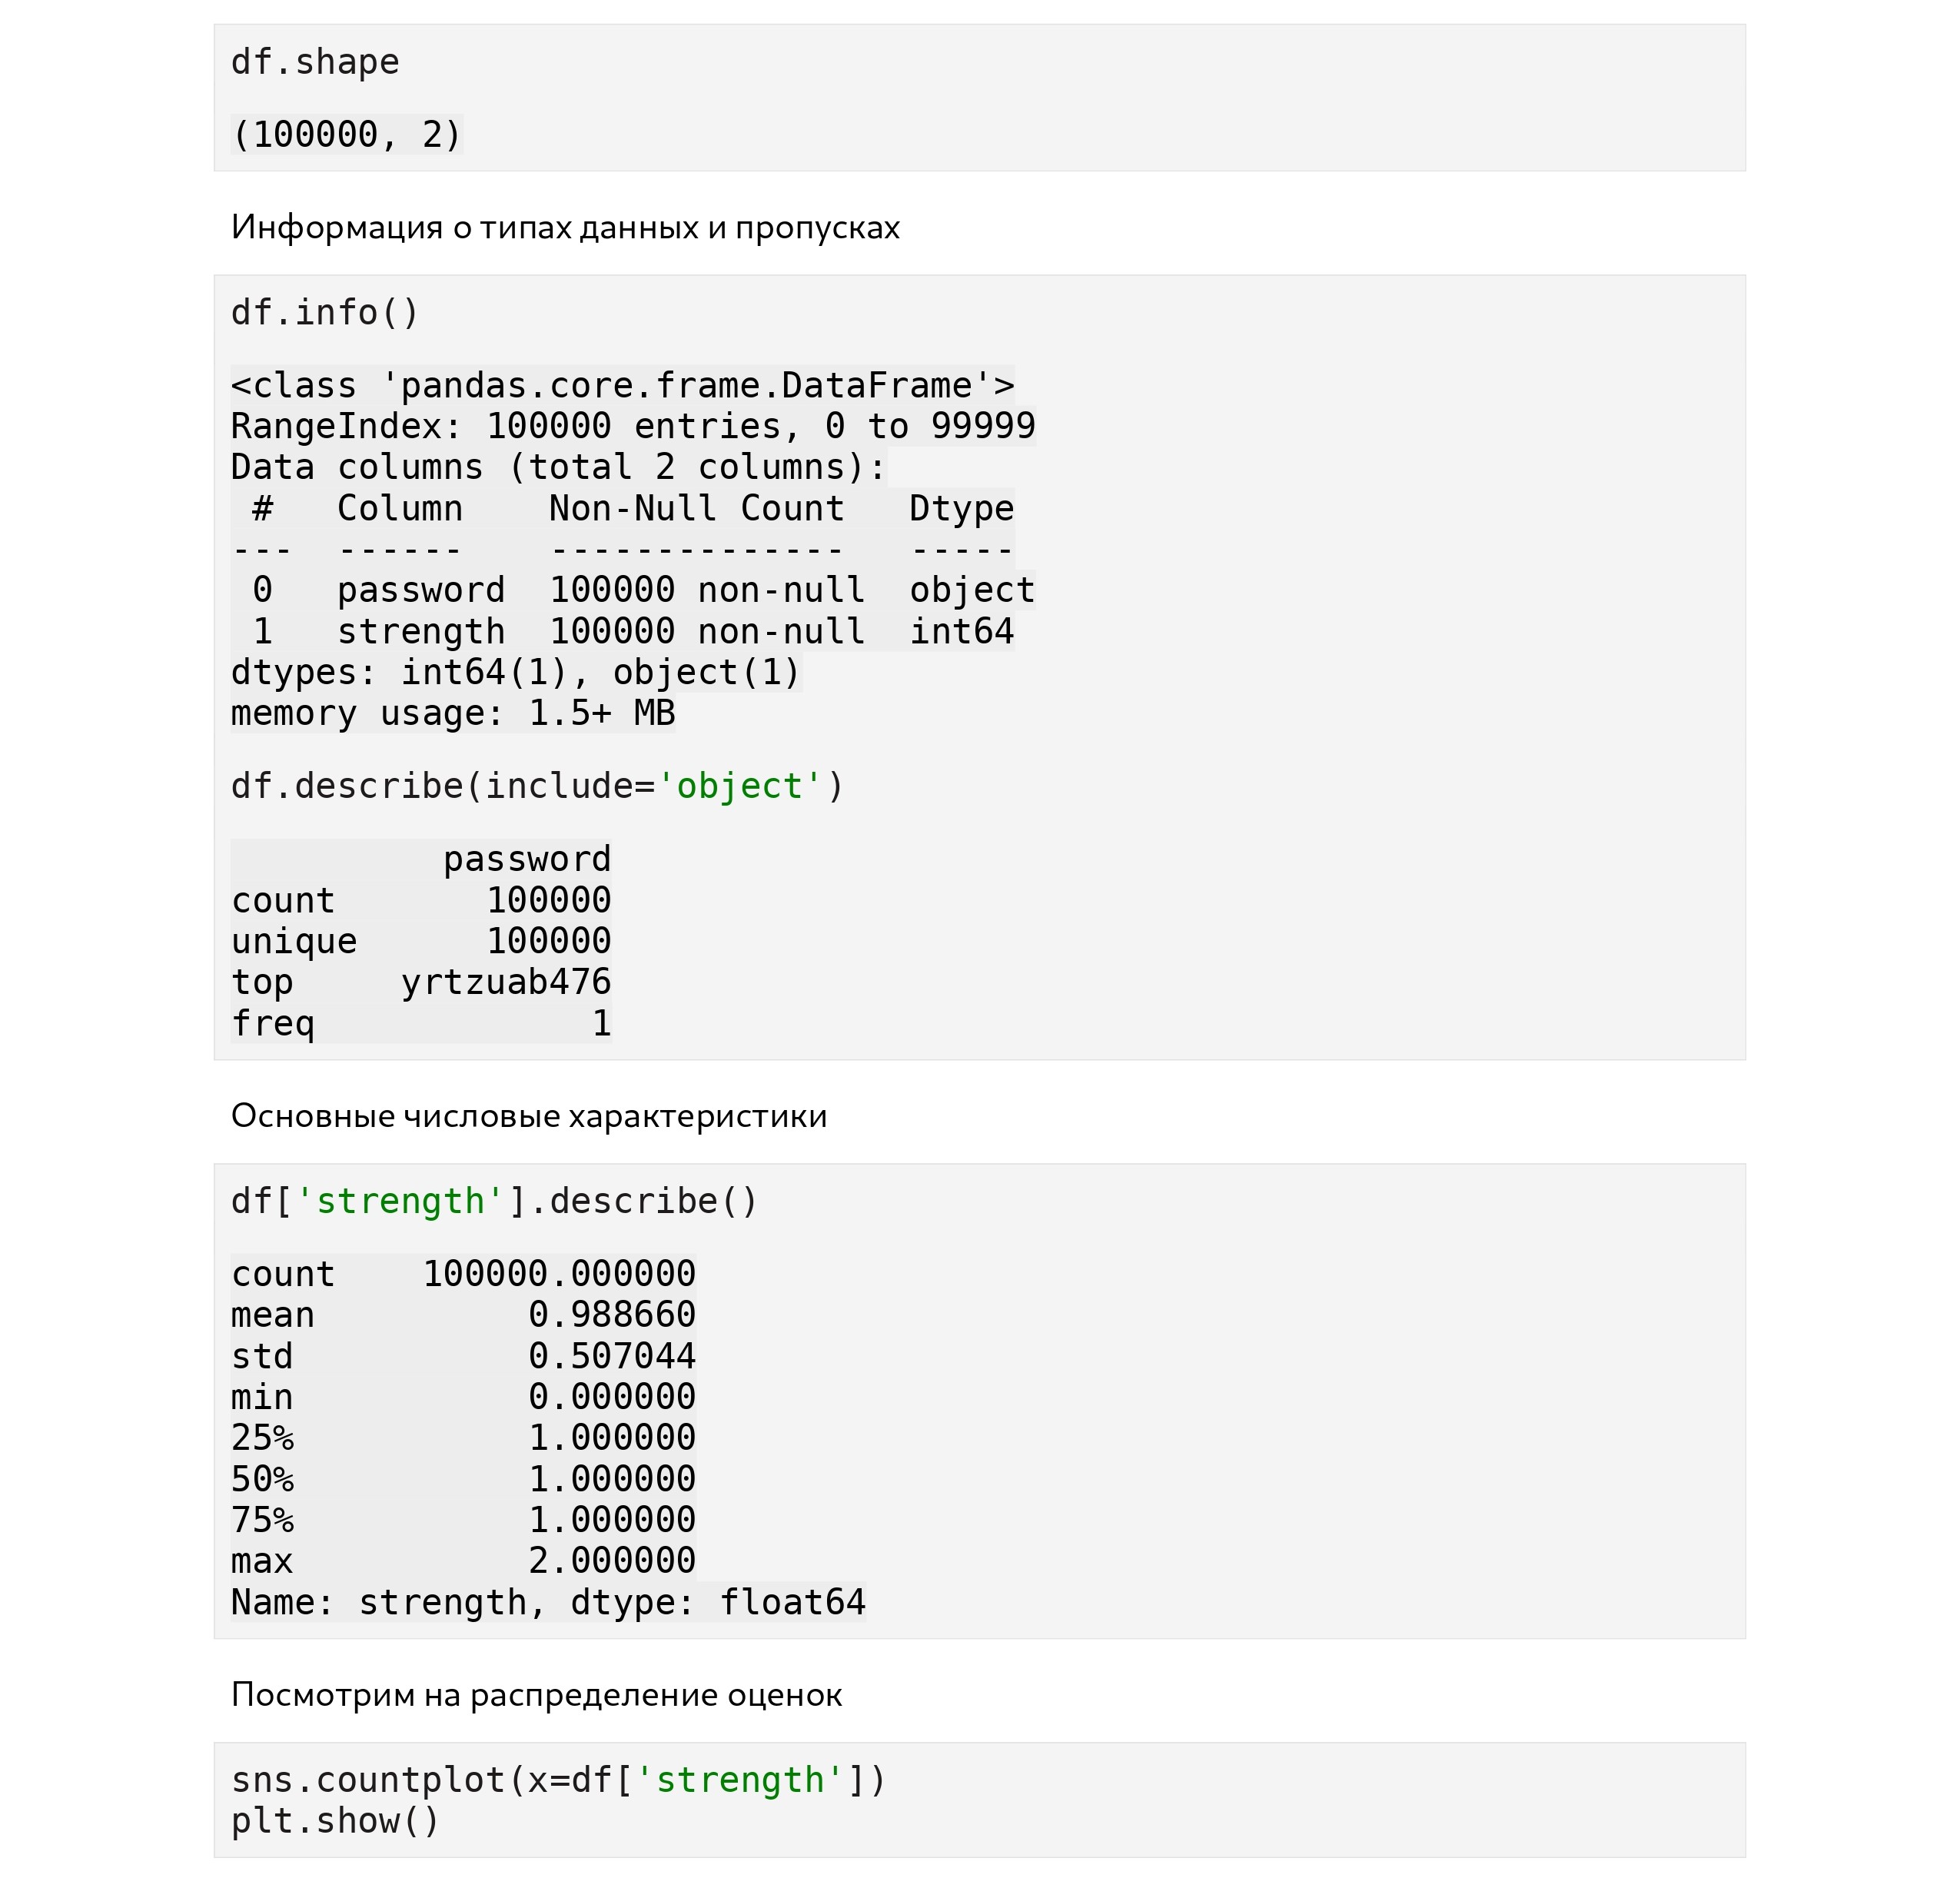 df.shape
(100000, 2)
Информация о типах данных и пропусках
df.info()
<class 'pandas.core.frame.DataFrame'>
RangeIndex: 100000 entries, 0 to 99999
Data columns (total 2 columns):
 #   Column    Non-Null Count   Dtype
---  ------    --------------   -----
 0   password  100000 non-null  object
 1   strength  100000 non-null  int64
dtypes: int64(1), object(1)
memory usage: 1.5+ MB
df.describe(include='object')
          password
count       100000
unique      100000
top     yrtzuab476
freq             1
Основные числовые характеристики
df['strength'].describe()
count    100000.000000
mean          0.988660
std           0.507044
min           0.000000
25%           1.000000
50%           1.000000
75%           1.000000
max           2.000000
Name: strength, dtype: float64
Посмотрим на распределение оценок
sns.countplot(x=df['strength'])
plt.show()